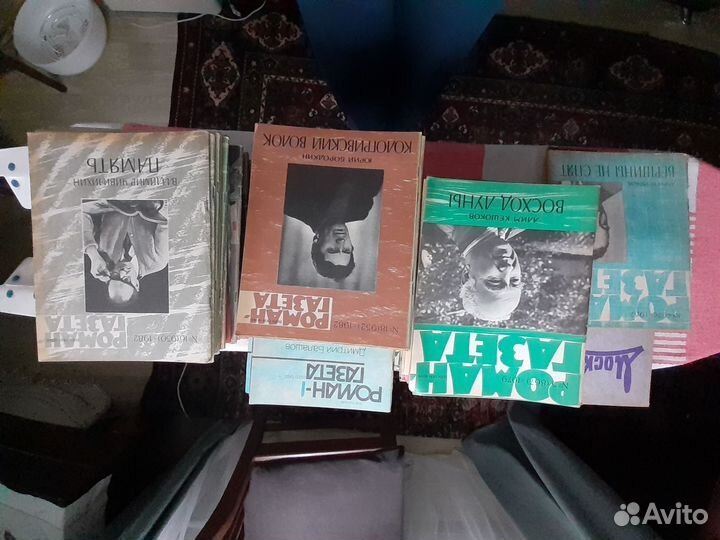 РОМАН-
ГАЗЕТА
ВЛАДИМИР ЧИВИЛИХИН
ПАМЯТЬ
РОМАН-
ГАЗЕТА
ЮРИЙ БОРОДКИН
КОЛОГРИВСКИЙ ВОЛОК
РОМАН-
ГАЗЕТА
Дмитрий Балашов
РОМАН-
ГАЗЕТА
АЛИМ КЕШОКОВ
ВОСХОД ЛУНЫ
РОМАН-
ГАЗЕТА
ВЕРШИНЫ НЕ СПЯТ
Моск
Avito